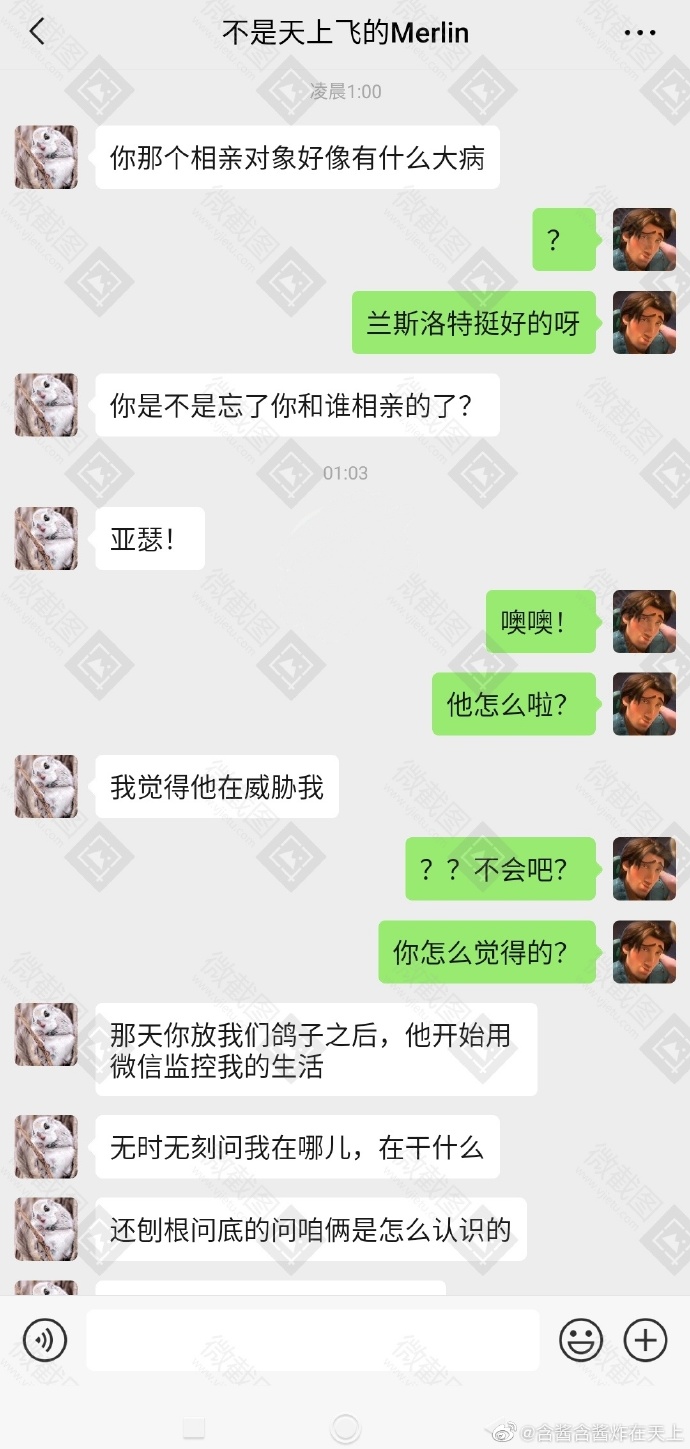 不是天上飞的Merlin
凌晨1:00
你那个相亲对象好像有什么大病
？
兰斯洛特挺好的呀
你是不是忘了你和谁相亲的了？
01:03
亚瑟！
噢噢！
他怎么啦？
我觉得他在威胁我
？？不会吧？
你怎么觉得的？
那天你放我们鸽子之后，他开始用
微信监控我的生活
无时无刻问我在哪儿，在干什么
还刨根问底的问咱俩是怎么认识的
微截图
@含酱含酱炸在天上